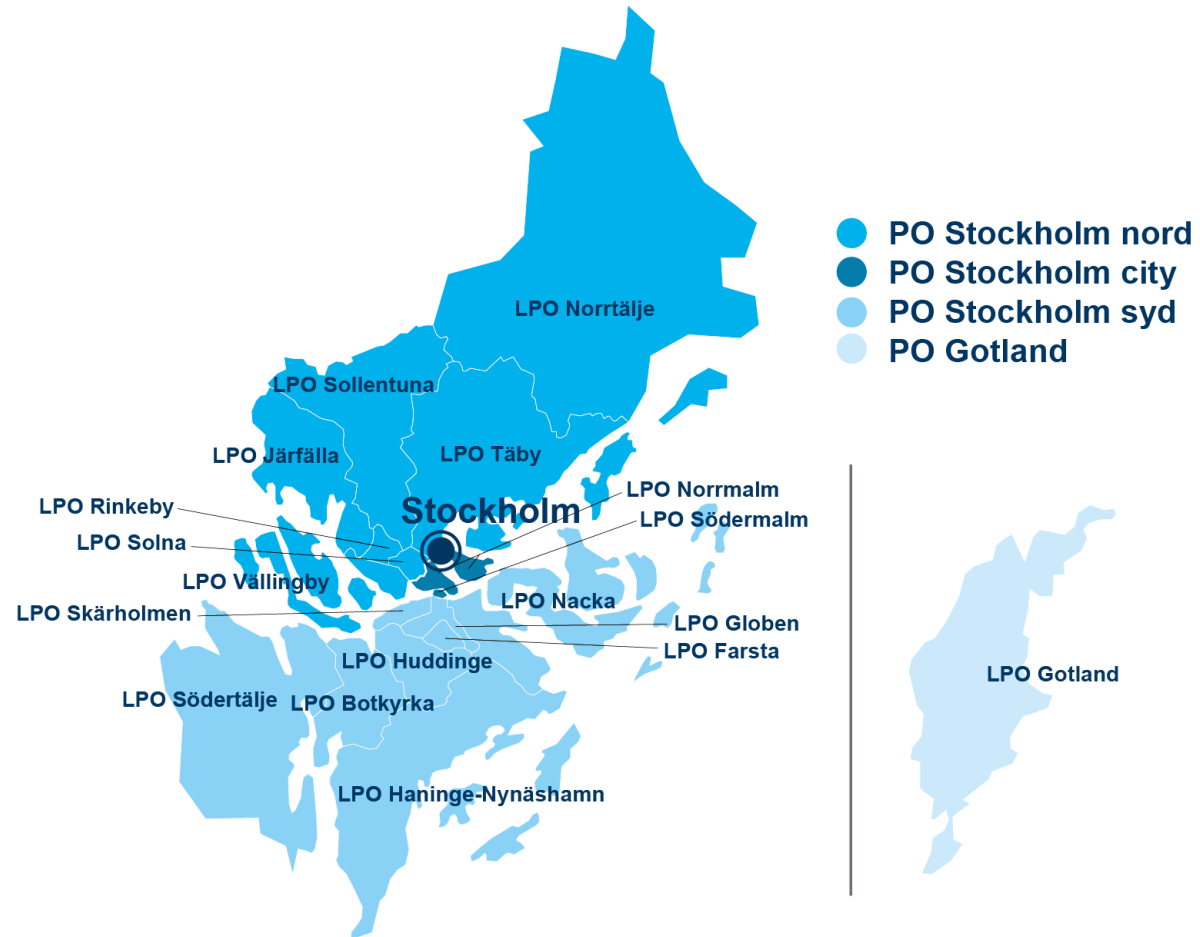 PO Stockholm nord
PO Stockholm city
PO Stockholm syd
PO Gotland
LPO Norrtälje
LPO Sollentuna
LPO Järfälla
LPO Täby
LPO Norrmalm
LPO Rinkeby
Stockholm
LPO Södermalm
LPO Solna
LPO Vällingby
LPO Nacka
LPO Skärholmen
LPO Globen
LPO Farsta
LPO Huddinge
LPO Gotland
LPO Södertälje
LPO Botkyrka
LPO Haninge-Nynäshamn